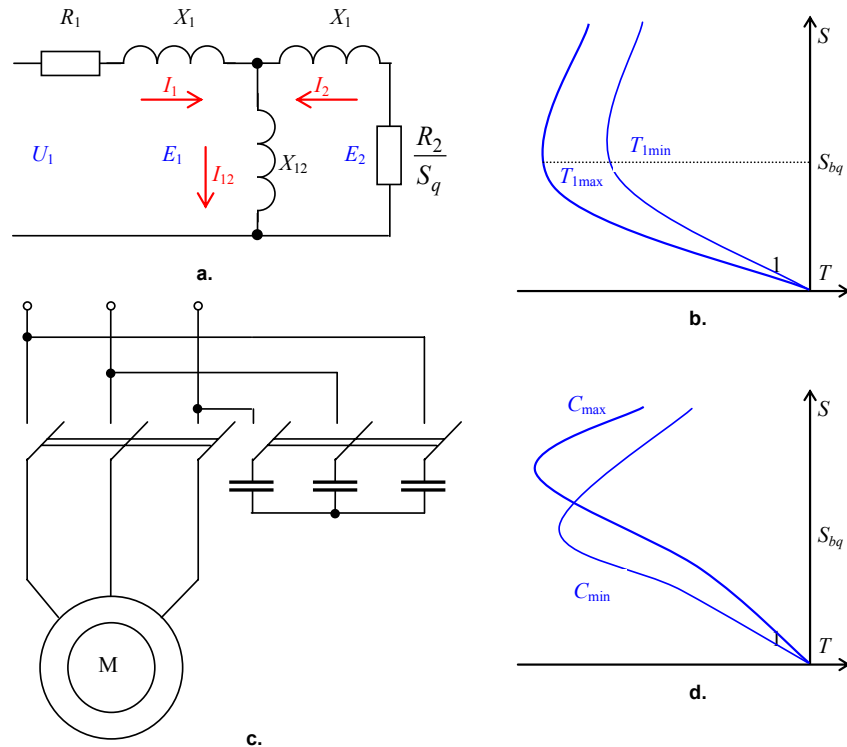 R1
X1
X1
I1
I2
U1
E1
I12
X12
E2
R2
Sq
a.
S
T1min
T1max
Sbq
1
T
b.
M
c.
Cmax
S
Sbq
Cmin
1
T
d.